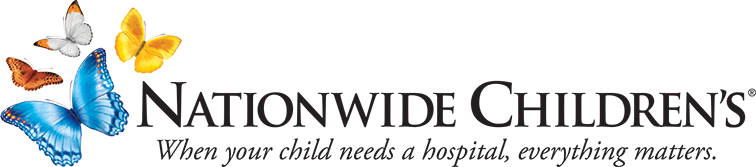 NATIONWIDE CHILDREN'S®
When your child needs a hospital, everything matters.